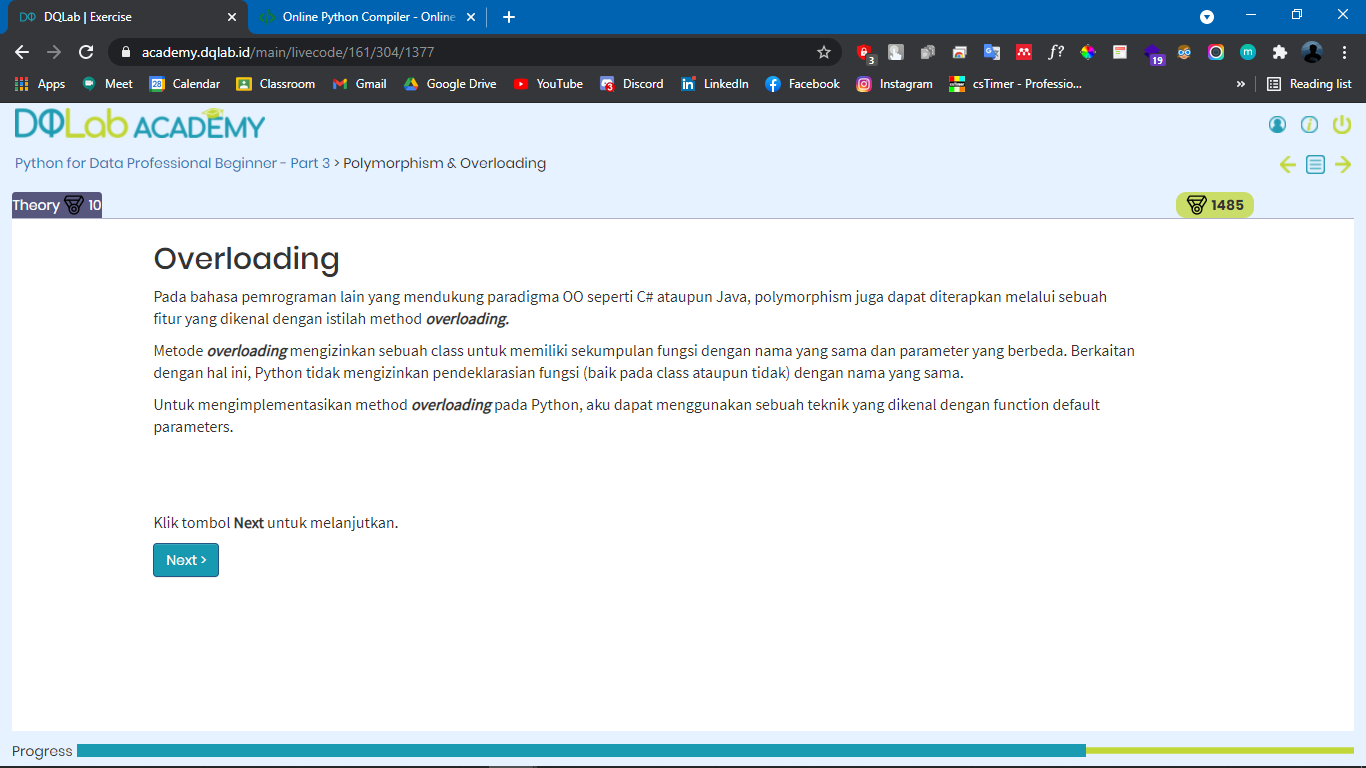 DQLab | Exercise
Online Python Compiler - Online
academy.dqlab.id/main/livecode/161/304/1377
f?
3
19
Apps
Meet
28
Calendar
Classroom
Gmail
Google Drive
YouTube
3
Discord
LinkedIn
Facebook
Instagram
csTimer - Professio...
»
Reading list
DQLab ACADEMY
Python for Data Professional Beginner - Part 3 > Polymorphism & Overloading
Theory 10
1485
Overloading
Pada bahasa pemrograman lain yang mendukung paradigma OO seperti C# ataupun Java, polymorphism juga dapat diterapkan melalui sebuah
fitur yang dikenal dengan istilah method overloading.
Metode overloading mengizinkan sebuah class untuk memiliki sekumpulan fungsi dengan nama yang sama dan parameter yang berbeda. Berkaitan
dengan hal ini, Python tidak mengizinkan pendeklarasian fungsi (baik pada class ataupun tidak) dengan nama yang sama.
Untuk mengimplementasikan method overloading pada Python, aku dapat menggunakan sebuah teknik yang dikenal dengan function default
parameters.
Klik tombol Next untuk melanjutkan.
Next >
Progress